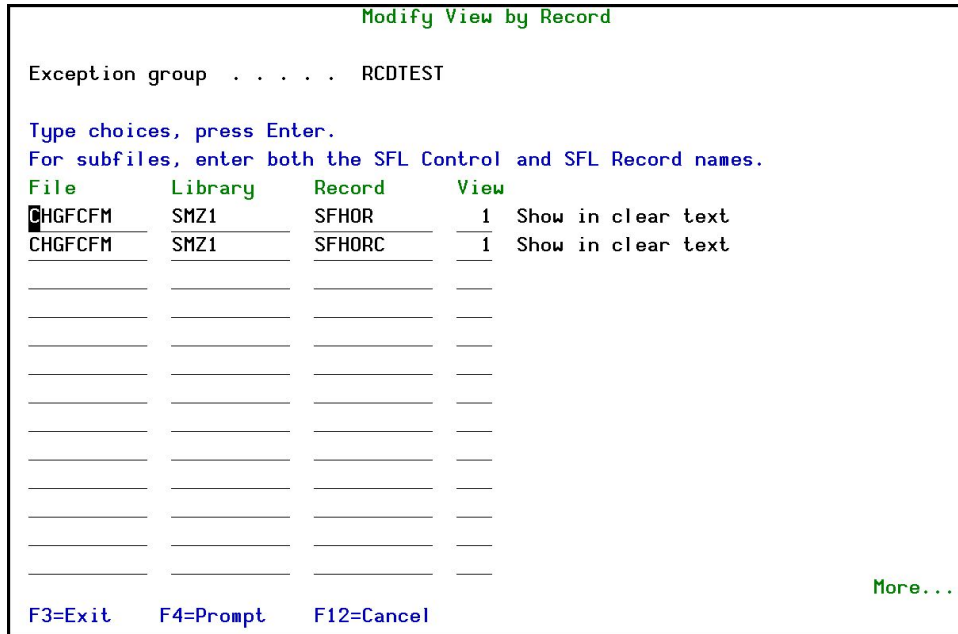 Modify View by Record
Exception group . . . . . RCDTEST
Type choices, press Enter.
For subfiles, enter both the SFL Control and SFL Record names.
File Library Record View
CHGFCFM SMZ1 SFHOR 1 Show in clear text
CHGFCFM SMZ1 SFHORC 1 Show in clear text
More...
F3=Exit F4=Prompt F12=Cancel